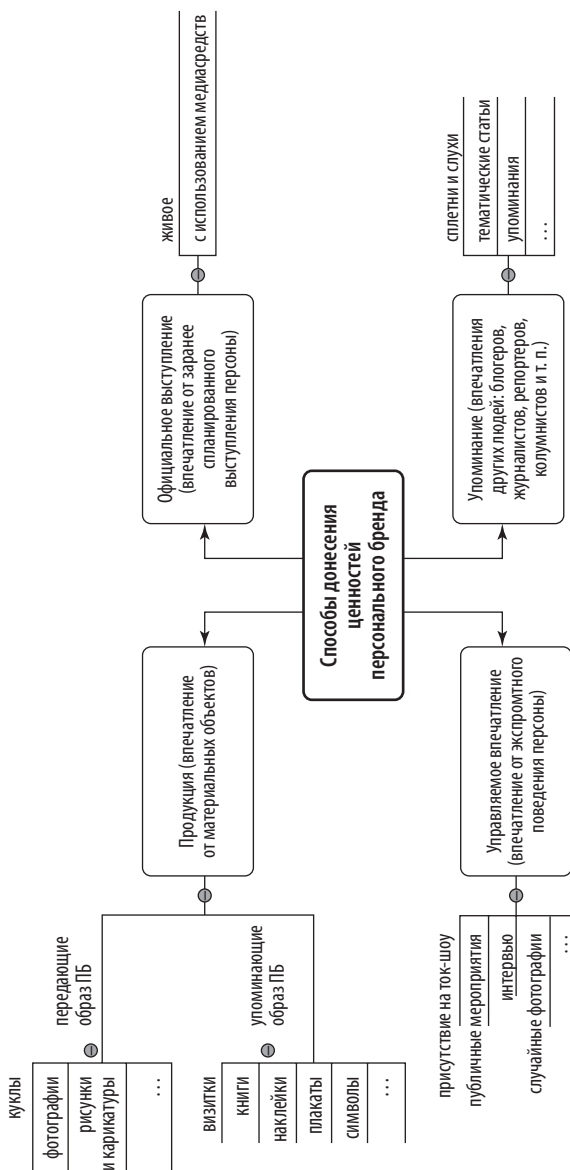 куклы
фотографии
рисунки
и карикатуры
...
передающие
образ ПБ
визитки
книги
наклейки
плакаты
символы
...
упоминающие
образ ПБ
Продукция (впечатление
от материальных объектов)
Официальное выступление
(впечатление от заранее
спланированного
выступления персоны)
живое
с использованием медиасредств
Способы донесения
ценностей
персонального бренда
присутствие на ток-шоу
публичные мероприятия
интервью
случайные фотографии
...
Управляемое впечатление
(впечатление от экспромтного
поведения персоны)
Упоминание (впечатления
других людей: блогеров,
журналистов, репортеров,
колумнистов и т. п.)
сплетни и слухи
тематические статьи
упоминания
...